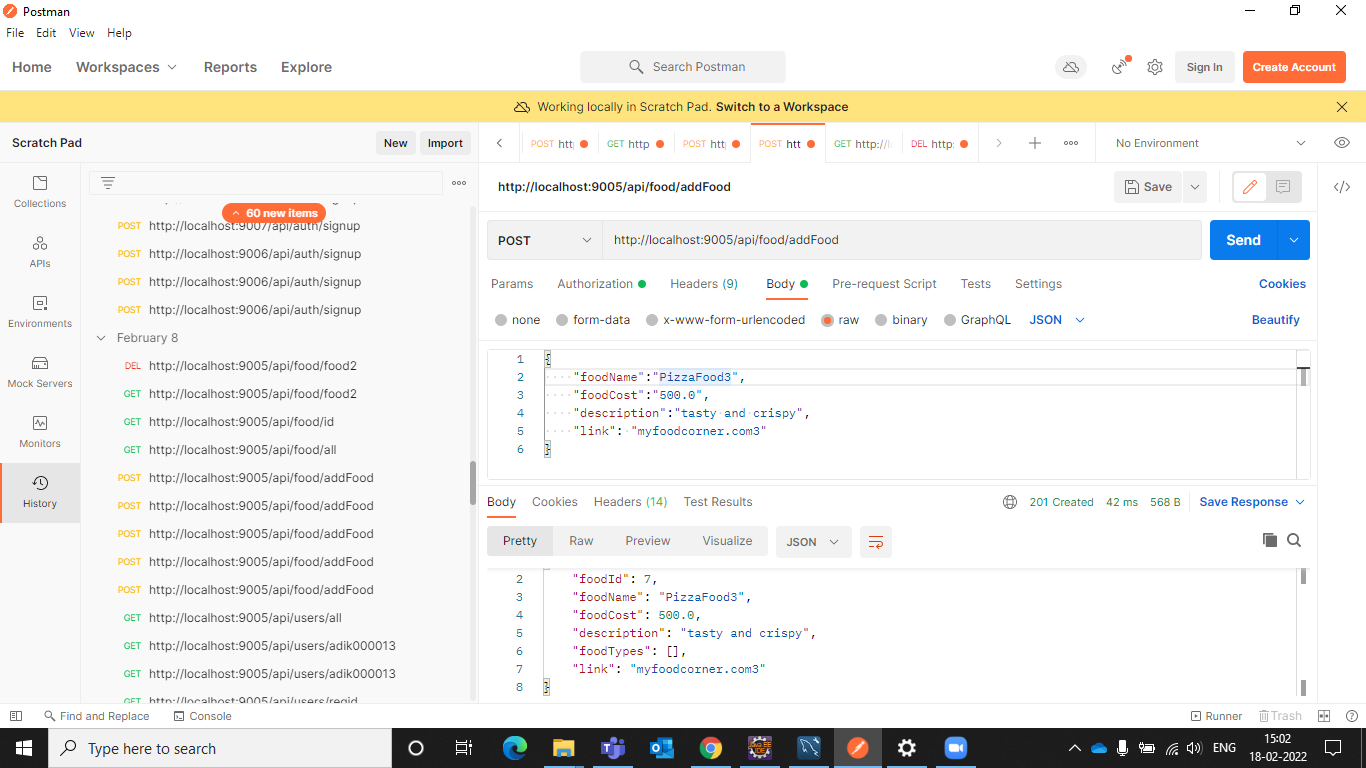 Postman
File Edit View Help
Home Workspaces Reports Explore
Search Postman
Sign In
Create Account
Working locally in Scratch Pad. Switch to a Workspace
Scratch Pad
New Import
POST GET http POST POST htt GET http:// DEL http:
No Environment
Collections
APIs
Environments
Mock Servers
Monitors
History
60 new items
POST http://localhost:9007/api/auth/signup
POST http://localhost:9006/api/auth/signup
POST http://localhost:9006/api/auth/signup
POST http://localhost:9006/api/auth/signup
February 8
DEL http://localhost:9005/api/food/food2
GET http://localhost:9005/api/food/food2
GET http://localhost:9005/api/food/id
GET http://localhost:9005/api/food/all
POST http://localhost:9005/api/food/addFood
POST http://localhost:9005/api/food/addFood
POST http://localhost:9005/api/food/addFood
POST http://localhost:9005/api/food/addFood
POST http://localhost:9005/api/food/addFood
GET http://localhost:9005/api/users/all
GET http://localhost:9005/api/users/adik000013
GET http://localhost:9005/api/users/adik000013
GET http://localhost:9005/api/users/regid
http://localhost:9005/api/food/addFood
Save
POST http://localhost:9005/api/food/addFood
Send
Params Authorization Headers (9) Body Pre-request Script Tests Settings Cookies
none form-data x-www-form-urlencoded raw binary GraphQL JSON Beautify
1 {
2 "foodName":"PizzaFood3",
3 "foodCost":"500.0",
4 "description":"tasty and crispy",
5 "link": "myfoodcorner.com3"
6 }
Body Cookies Headers (14) Test Results 201 Created 42 ms 568 B Save Response
Pretty Raw Preview Visualize JSON
2 "foodId": 7,
3 "foodName": "PizzaFood3",
4 "foodCost": 500.0,
5 "description": "tasty and crispy",
6 "foodTypes": [],
7 "link": "myfoodcorner.com3"
8 }
Find and Replace Console Runner Trash
Type here to search
ENG
15:02
18-02-2022